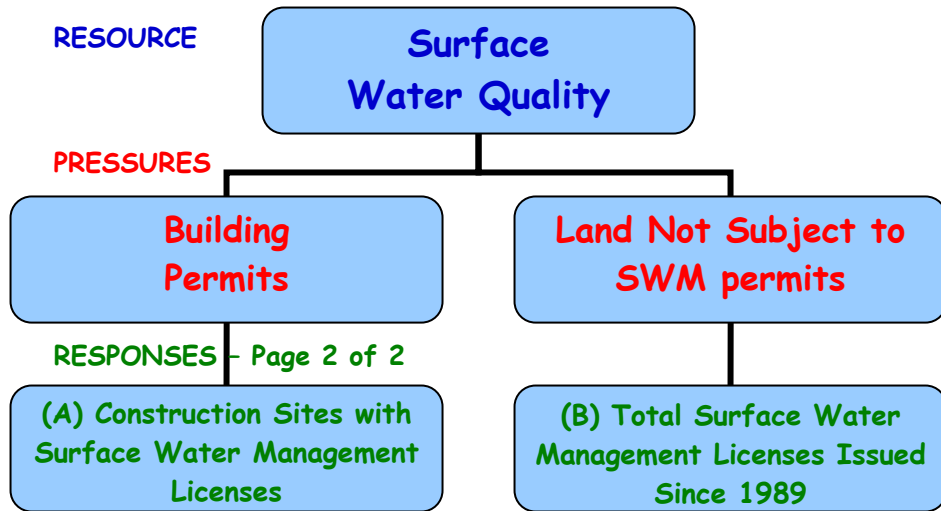 RESOURCE
Surface
Water Quality
PRESSURES
Building
Permits
Land Not Subject to
SWM permits
RESPONSES – Page 2 of 2
(A) Construction Sites with
Surface Water Management
Licenses
(B) Total Surface Water
Management Licenses Issued
Since 1989